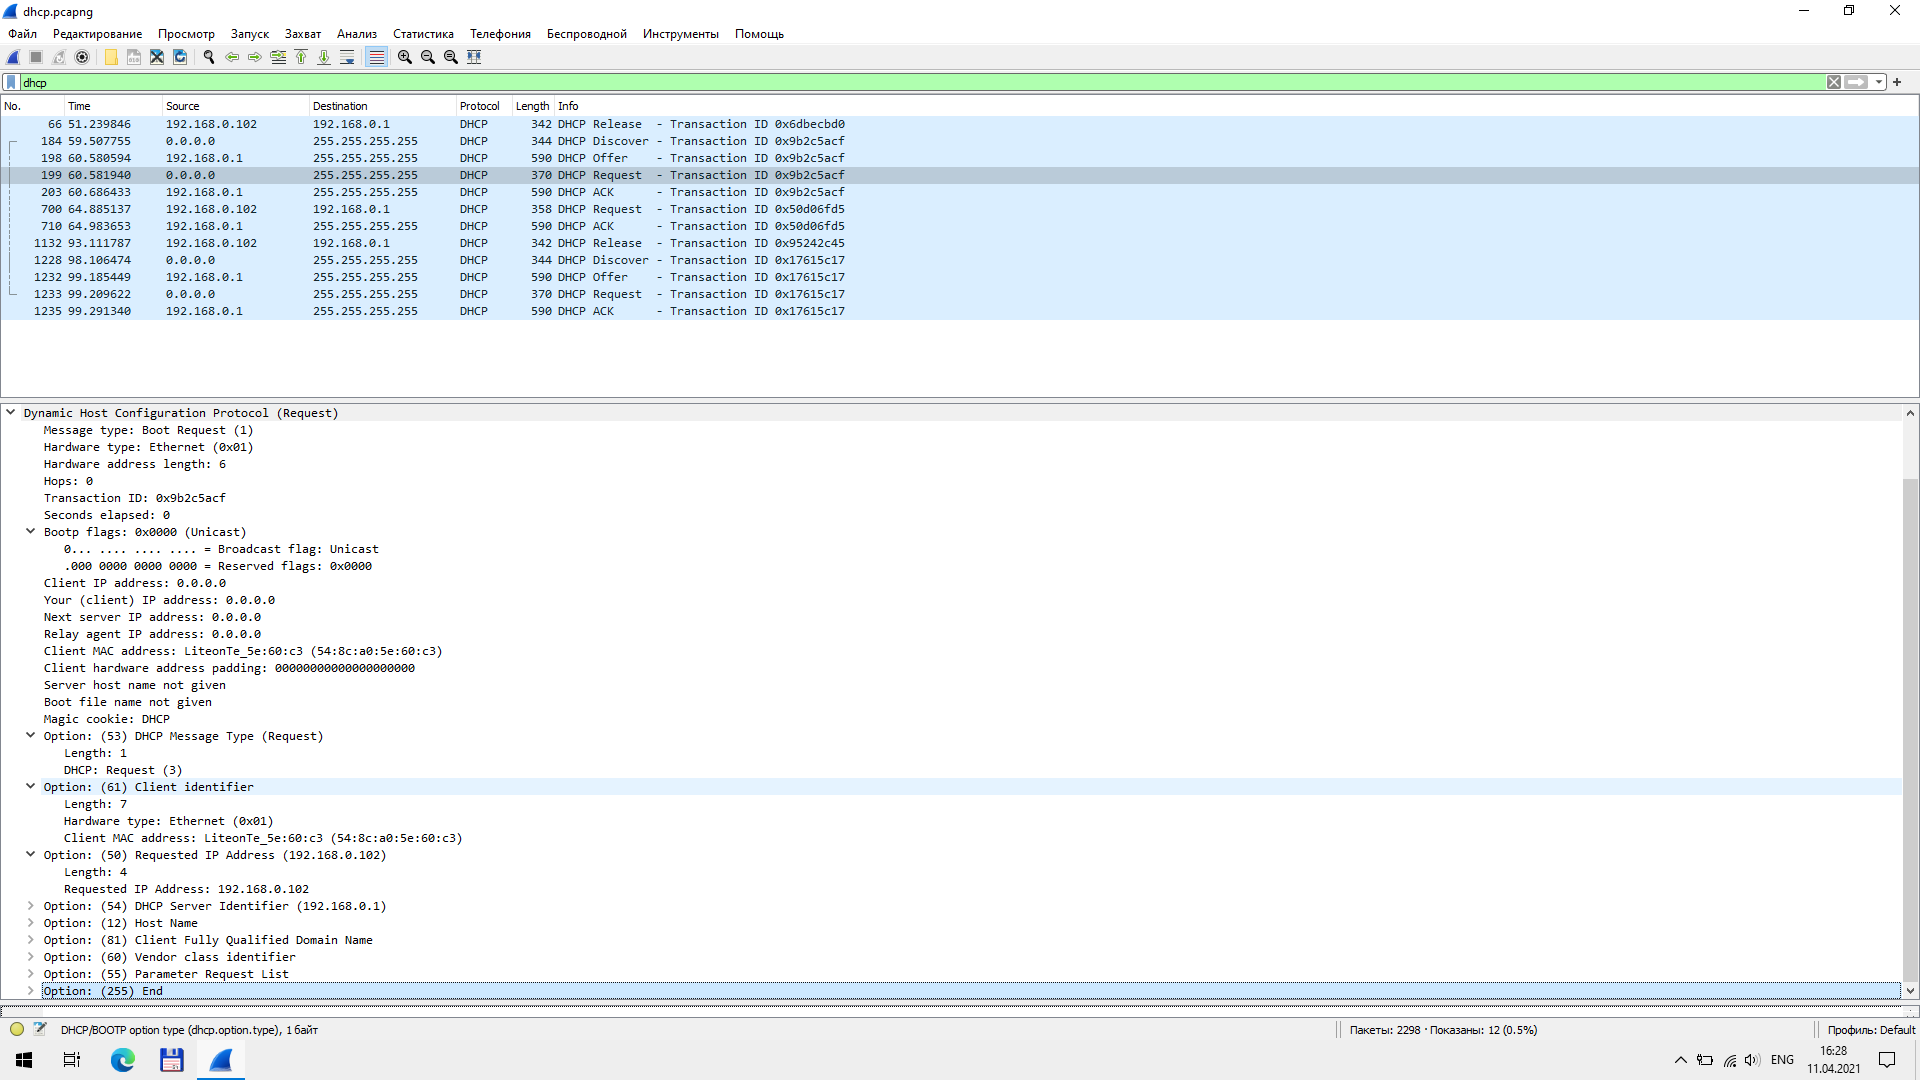 dhcp.pcapng
Файл Редактирование Просмотр Запуск Захват Анализ Статистика Телефония Беспроводной Инструменты Помощь
dhcp
No. Time Source Destination Protocol Length Info
66 51.239846 192.168.0.102 192.168.0.1 DHCP 342 DHCP Release - Transaction ID 0x6dbecbd0
184 59.507755 0.0.0.0 255.255.255.255 DHCP 344 DHCP Discover - Transaction ID 0x9b2c5acf
198 60.580594 192.168.0.1 255.255.255.255 DHCP 590 DHCP Offer - Transaction ID 0x9b2c5acf
199 60.581940 0.0.0.0 255.255.255.255 DHCP 370 DHCP Request - Transaction ID 0x9b2c5acf
203 60.686433 192.168.0.1 255.255.255.255 DHCP 590 DHCP ACK - Transaction ID 0x9b2c5acf
700 64.885137 192.168.0.102 192.168.0.1 DHCP 358 DHCP Request - Transaction ID 0x50d06fd5
710 64.983653 192.168.0.1 255.255.255.255 DHCP 590 DHCP ACK - Transaction ID 0x50d06fd5
1132 93.111787 192.168.0.102 192.168.0.1 DHCP 342 DHCP Release - Transaction ID 0x95242c45
1228 98.106474 0.0.0.0 255.255.255.255 DHCP 344 DHCP Discover - Transaction ID 0x17615c17
1232 99.185449 192.168.0.1 255.255.255.255 DHCP 590 DHCP Offer - Transaction ID 0x17615c17
1233 99.209622 0.0.0.0 255.255.255.255 DHCP 370 DHCP Request - Transaction ID 0x17615c17
1235 99.291340 192.168.0.1 255.255.255.255 DHCP 590 DHCP ACK - Transaction ID 0x17615c17
Dynamic Host Configuration Protocol (Request)
Message type: Boot Request (1)
Hardware type: Ethernet (0x01)
Hardware address length: 6
Hops: 0
Transaction ID: 0x9b2c5acf
Seconds elapsed: 0
Bootp flags: 0x0000 (Unicast)
0... .... .... .... = Broadcast flag: Unicast
.000 0000 0000 0000 = Reserved flags: 0x0000
Client IP address: 0.0.0.0
Your (client) IP address: 0.0.0.0
Next server IP address: 0.0.0.0
Relay agent IP address: 0.0.0.0
Client MAC address: LiteonTe_5e:60:c3 (54:8c:a0:5e:60:c3)
Client hardware address padding: 00000000000000000000
Server host name not given
Boot file name not given
Magic cookie: DHCP
Option: (53) DHCP Message Type (Request)
Length: 1
DHCP: Request (3)
Option: (61) Client identifier
Length: 7
Hardware type: Ethernet (0x01)
Client MAC address: LiteonTe_5e:60:c3 (54:8c:a0:5e:60:c3)
Option: (50) Requested IP Address (192.168.0.102)
Length: 4
Requested IP Address: 192.168.0.102
Option: (54) DHCP Server Identifier (192.168.0.1)
Option: (12) Host Name
Option: (81) Client Fully Qualified Domain Name
Option: (60) Vendor class identifier
Option: (55) Parameter Request List
Option: (255) End
DHCP/BOOTP option type (dhcp.option.type), 1 байт Пакеты: 2298 · Показаны: 12 (0.5%) Профиль: Default
ENG 16:28
11.04.2021